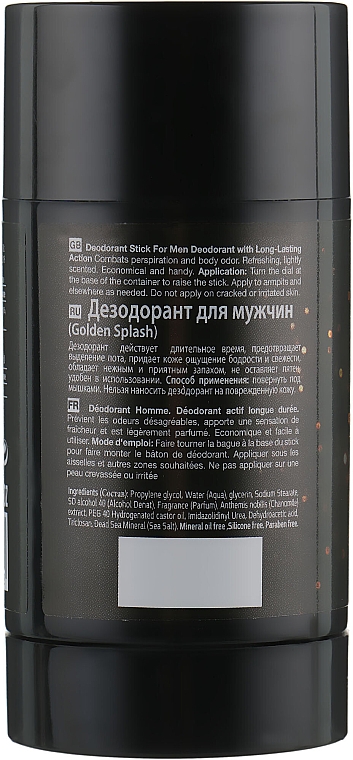 GB Deodorant Stick For Men Deodorant with Long-Lasting
Action Combats perspiration and body odor. Refreshing, lightly
scented. Economical and handy. Application: Turn the dial at
the base of the container to raise the stick. Apply to armpits and
elsewhere as needed. Do not apply on cracked or irritated skin.
RU Дезодорант для мужчин
(Golden Splash)
Дезодорант действует длительное время, предотвращает
выделение пота, придает коже ощущение бодрости и свежести,
обладает нежным и приятным запахом, не оставляет пятен,
удобен в использовании. Способ применения: повернуть под
мышками. Нельзя наносить дезодорант на поврежденную кожу.
FR Déodorant Homme. Déodorant actif longue durée.
Prévient les odeurs désagréables, apporte une sensation de
fraîcheur et est légèrement parfumé. Economique et facile à
utiliser. Mode d'emploi: Faire tourner la bague à la base du stick
pour faire monter le bâton de déodorant. Appliquer sous les
aisselles et autres zones souhaitées. Ne pas appliquer sur une
peau crevassée ou irritée
Ingredients (Состав): Propylene glycol, Water (Aqua), glycerin, Sodium Stearate,
SD alcohol 40 (Alcohol Denat), Fragrance (Parfum), Anthemis nobilis (Chamomile)
extract, PEG 40 Hydrogenated castor oil, Imidazolidinyl Urea, Dehydroacetic acid,
Triclosan, Dead Sea Mineral (Sea Salt). Mineral oil free, Silicone free. Paraben free.